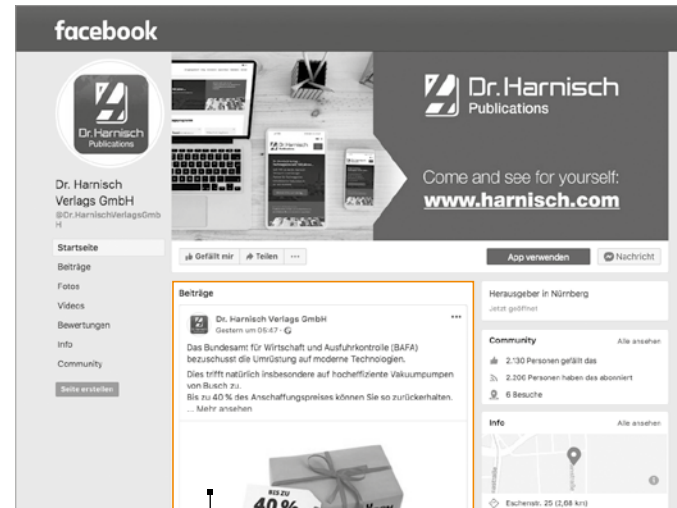 facebook
Dr. Harnisch
Publications
Dr. Harnisch
Verlags GmbH
@Dr.HarnischVerlagsGmb
H
Startseite
Beiträge
Fotos
Videos
Bewertungen
Info
Community
Seite erstellen
Dr. Harnisch
Publications
Come and see for yourself:
www.harnisch.com
Gefällt mir Teilen ...
App verwenden Nachricht
Beiträge
Dr. Harnisch Verlags GmbH
Gestern um 05:47 ·
Das Bundesamt für Wirtschaft und Ausfuhrkontrolle (BAFA)
bezuschusst die Umrüstung auf moderne Technologien.
Dies trifft natürlich insbesondere auf hocheffiziente Vakuumpumpen
von Busch zu.
Bis zu 40 % des Anschaffungspreises können Sie so zurückerhalten.
... Mehr ansehen
BIS ZU
40 %
Herausgeber in Nürnberg
Jetzt geöffnet
Community Alle ansehen
2.130 Personen gefällt das
2.206 Personen haben das abonniert
6 Besuche
Info Alle ansehen
Eschenstr. 25 (2,68 km)